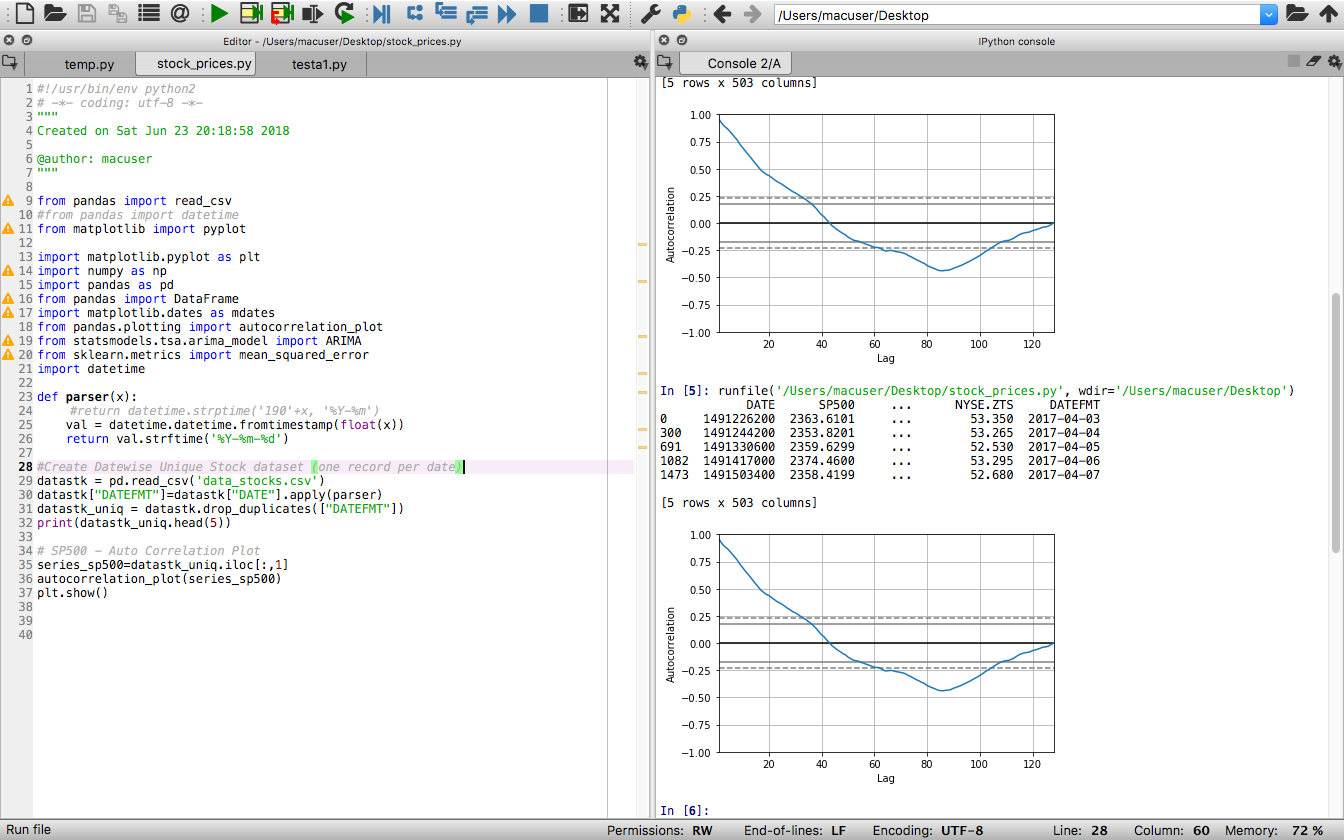 /Users/macuser/Desktop
Editor - /Users/macuser/Desktop/stock_prices.py
temp.py
stock_prices.py
testa1.py
1 #!/usr/bin/env python2
2 # -*- coding: utf-8 -*-
3 """
4 Created on Sat Jun 23 20:18:58 2018
5
6 @author: macuser
7 """
8
9 from pandas import read_csv
10 #from pandas import datetime
11 from matplotlib import pyplot
12
13 import matplotlib.pyplot as plt
14 import numpy as np
15 import pandas as pd
16 from pandas import DataFrame
17 import matplotlib.dates as mdates
18 from pandas.plotting import autocorrelation_plot
19 from statsmodels.tsa.arima_model import ARIMA
20 from sklearn.metrics import mean_squared_error
21 import datetime
22
23 def parser(x):
24 #return datetime.strptime('190'+x, '%Y-%m')
25 val = datetime.datetime.fromtimestamp(float(x))
26 return val.strftime('%Y-%m-%d')
27
28 #Create Datewise Unique Stock dataset (one record per date)
29 datastk = pd.read_csv('data_stocks.csv')
30 datastk["DATEFMT"]=datastk["DATE"].apply(parser)
31 datastk_uniq = datastk.drop_duplicates(["DATEFMT"])
32 print(datastk_uniq.head(5))
33
34 # SP500 - Auto Correlation Plot
35 series_sp500=datastk_uniq.iloc[:,1]
36 autocorrelation_plot(series_sp500)
37 plt.show()
38
39
40
IPython console
Console 2/A
[5 rows x 503 columns]
1.00
0.75
0.50
0.25
0.00
−0.25
−0.50
−0.75
−1.00
Autocorrelation
20 40 60 80 100 120
Lag
In [5]: runfile('/Users/macuser/Desktop/stock_prices.py', wdir='/Users/macuser/Desktop')
DATE SP500 ... NYSE.ZTS DATEFMT
0 1491226200 2363.6101 ... 53.350 2017-04-03
300 1491244200 2353.8201 ... 53.265 2017-04-04
691 1491330600 2359.6299 ... 52.530 2017-04-05
1082 1491417000 2374.4600 ... 53.295 2017-04-06
1473 1491503400 2358.4199 ... 52.680 2017-04-07
[5 rows x 503 columns]
1.00
0.75
0.50
0.25
0.00
−0.25
−0.50
−0.75
−1.00
Autocorrelation
20 40 60 80 100 120
Lag
In [6]:
Run file
Permissions: RW End-of-lines: LF Encoding: UTF-8 Line: 28 Column: 60 Memory: 72 %